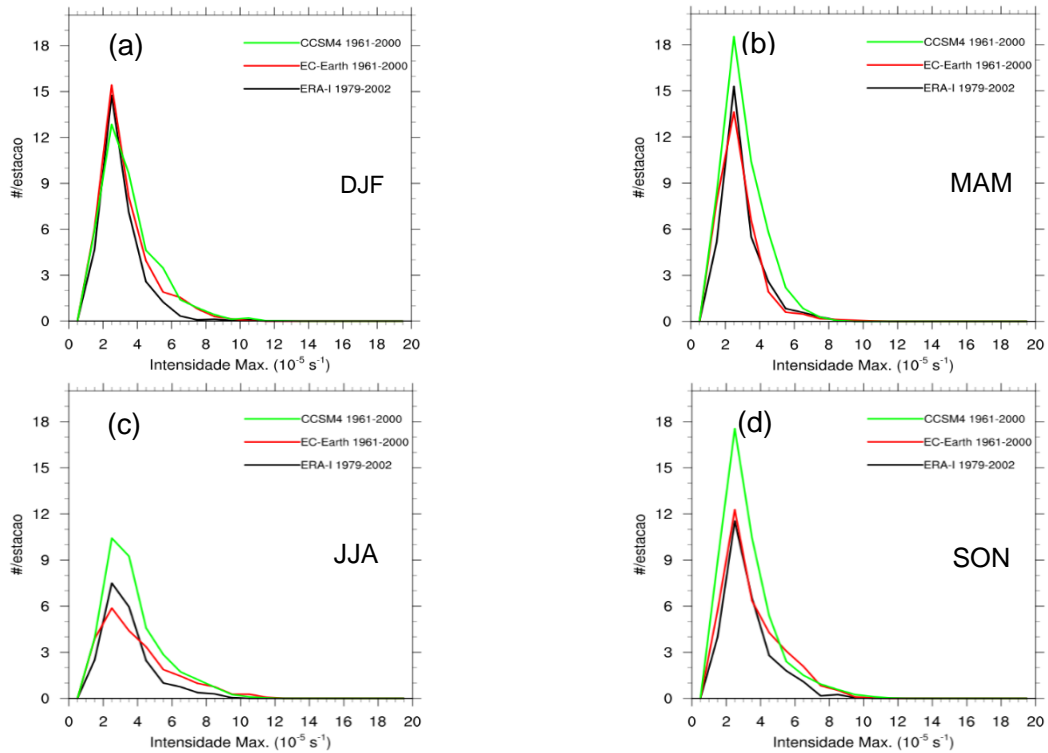 (a)
CCSM4 1961-2000
EC-Earth 1961-2000
ERA-I 1979-2002
DJF
#/estacao
18
15
12
9
6
3
0
0 2 4 6 8 10 12 14 16 18 20
Intensidade Max. (10⁻⁵ s⁻¹)
(b)
CCSM4 1961-2000
EC-Earth 1961-2000
ERA-I 1979-2002
MAM
#/estacao
18
15
12
9
6
3
0
0 2 4 6 8 10 12 14 16 18 20
Intensidade Max. (10⁻⁵ s⁻¹)
(c)
CCSM4 1961-2000
EC-Earth 1961-2000
ERA-I 1979-2002
JJA
#/estacao
18
15
12
9
6
3
0
0 2 4 6 8 10 12 14 16 18 20
Intensidade Max. (10⁻⁵ s⁻¹)
(d)
CCSM4 1961-2000
EC-Earth 1961-2000
ERA-I 1979-2002
SON
#/estacao
18
15
12
9
6
3
0
0 2 4 6 8 10 12 14 16 18 20
Intensidade Max. (10⁻⁵ s⁻¹)